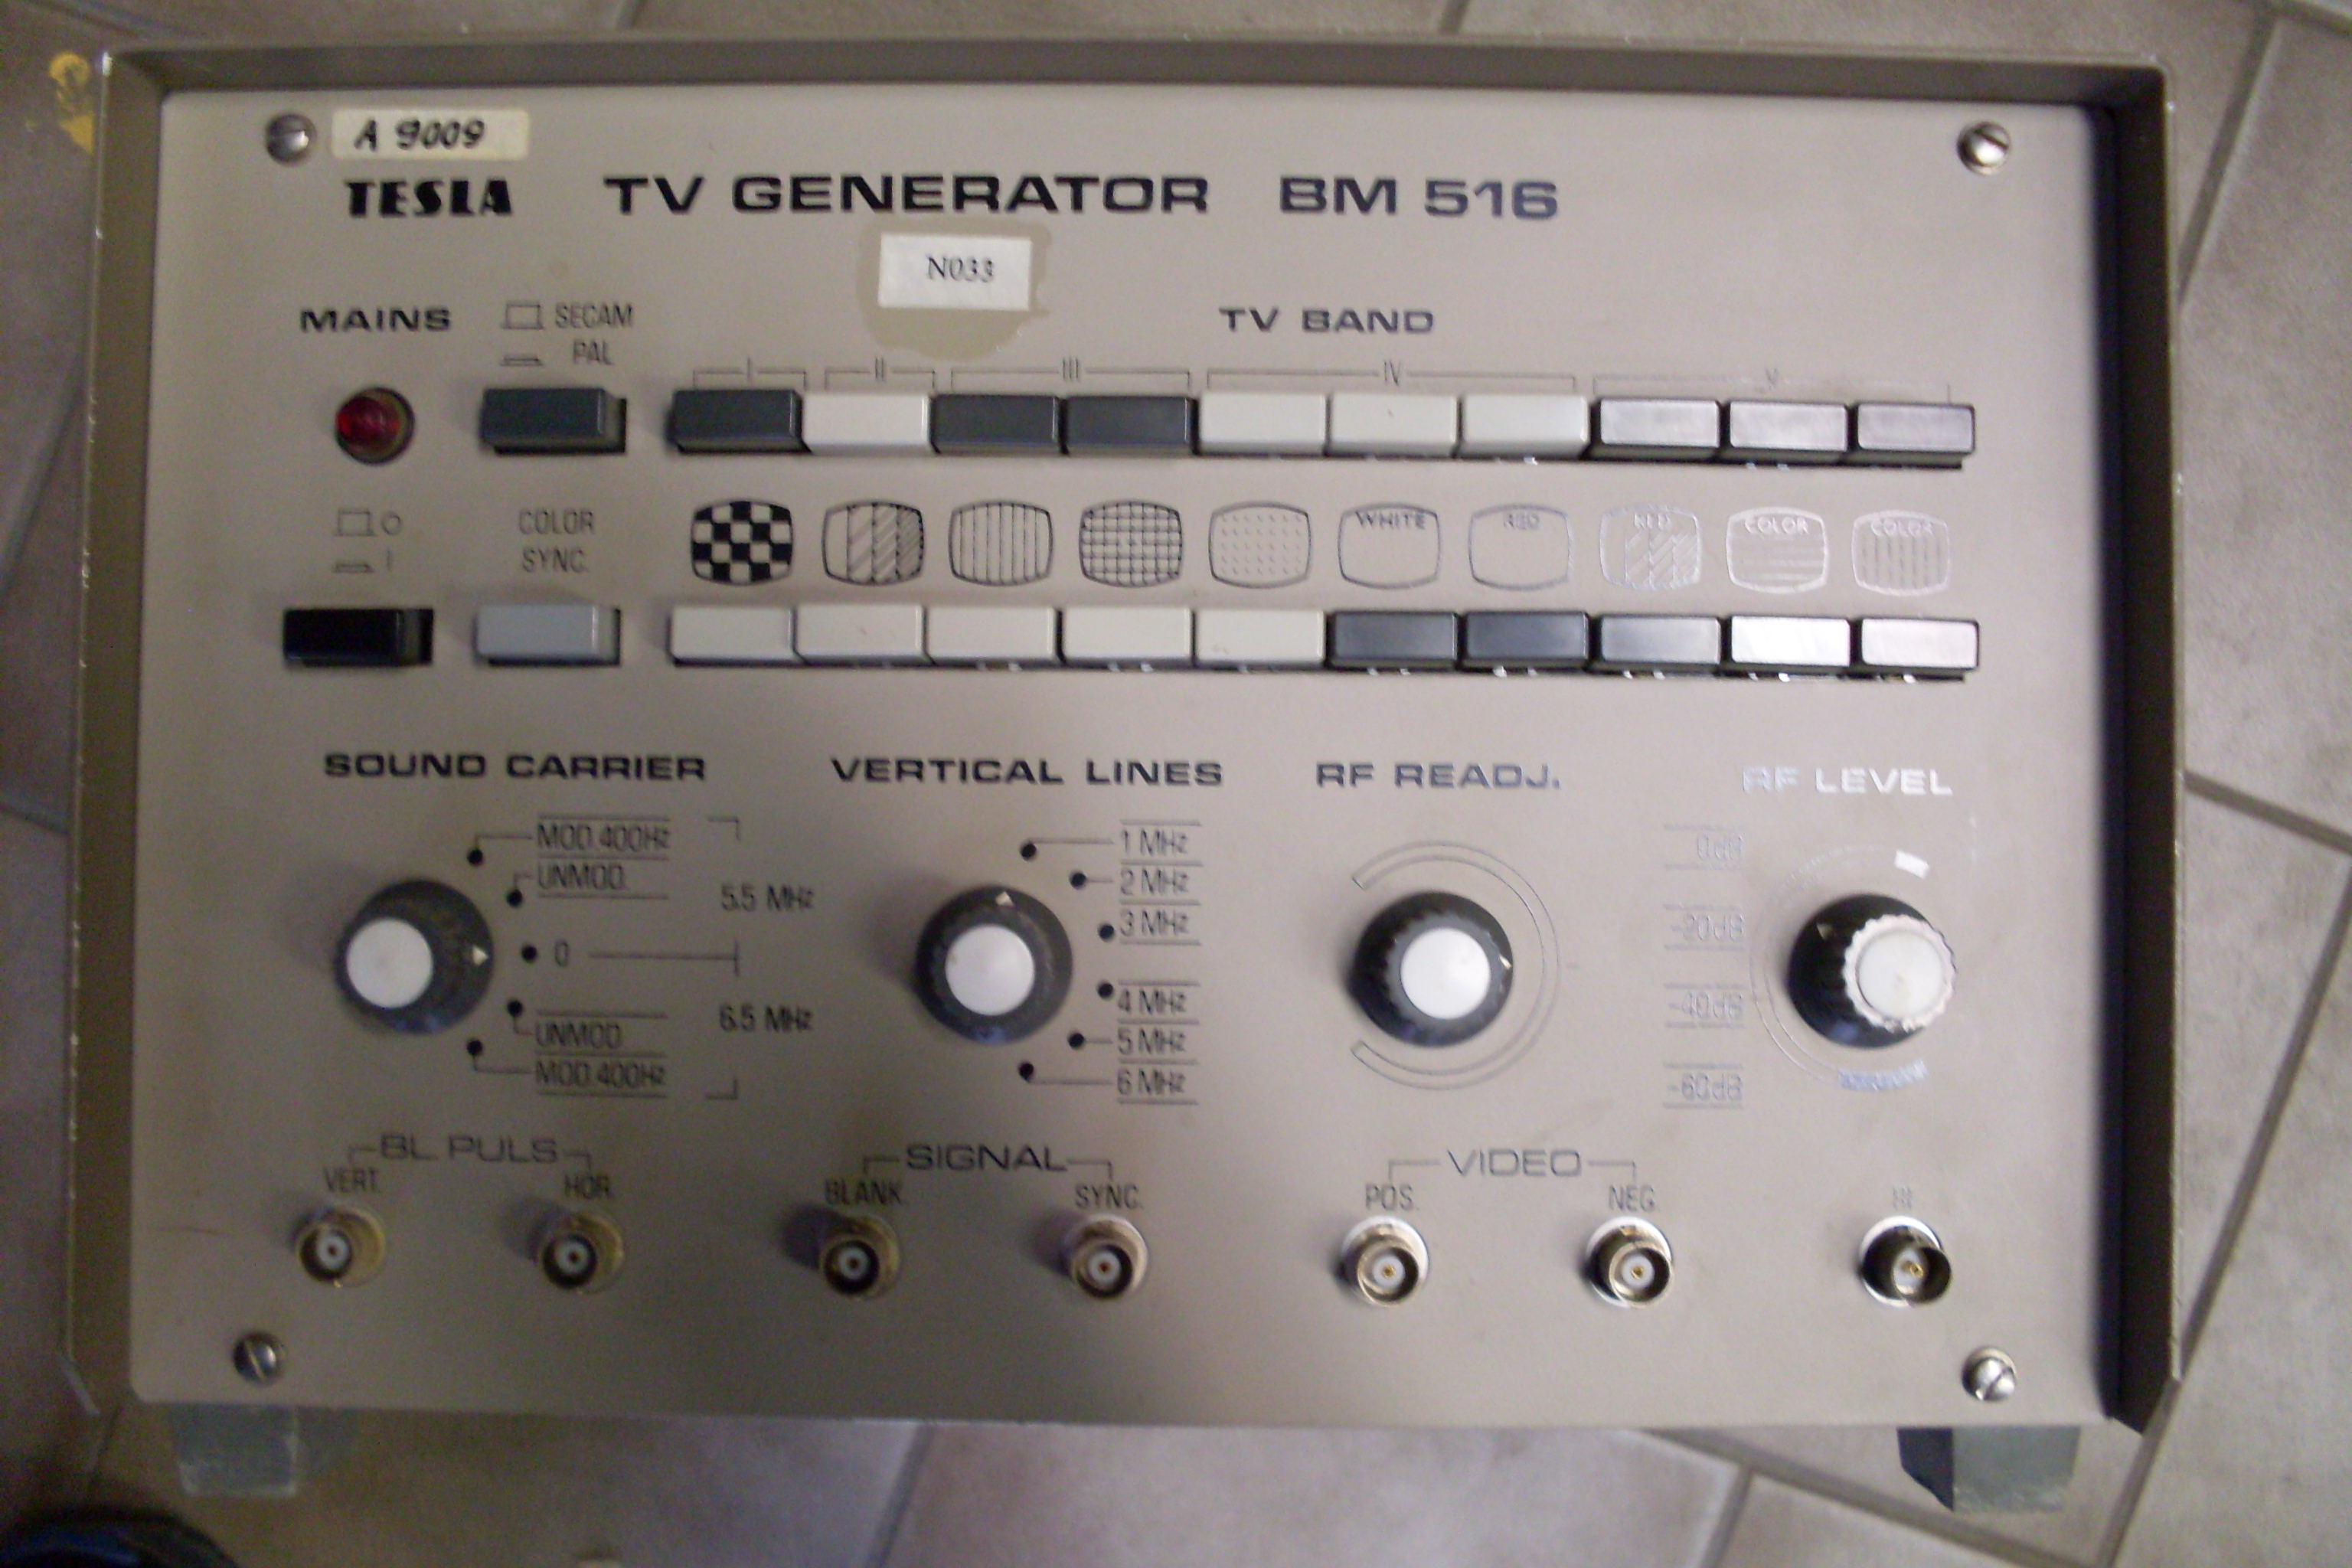 A 9009
TESLA TV GENERATOR BM 516
N033
MAINS
SECAM
PAL
TV BAND
I II III IV V
O
I
COLOR
SYNC.
WHITE RED RED COLOR COLOR
SOUND CARRIER VERTICAL LINES RF READJ. RF LEVEL
MOD. 400Hz
UNMOD.
5.5 MHz
0
6.5 MHz
UNMOD.
MOD. 400Hz
1 MHz
2 MHz
3 MHz
4 MHz
5 MHz
6 MHz
0dB
-20dB
-40dB
-60dB
BL. PULS SIGNAL VIDEO
VERT. HOR. BLANK. SYNC. POS. NEG.